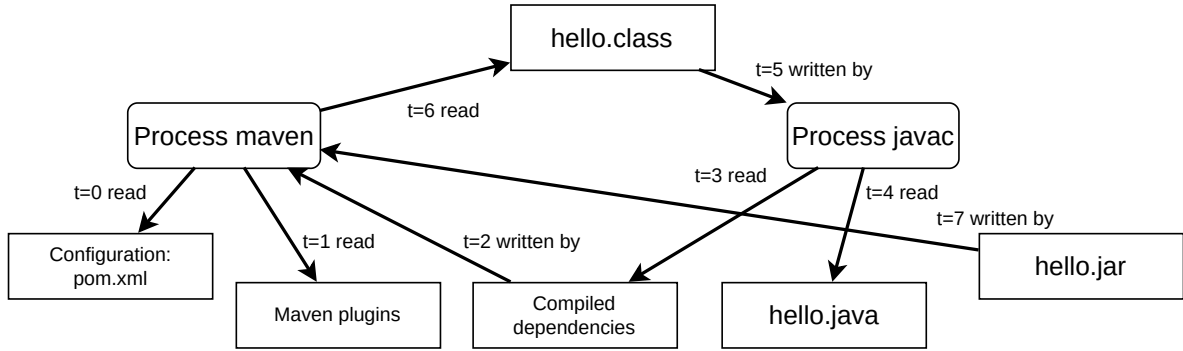 hello.class
t=5 written by
t=6 read
Process maven
Process javac
t=0 read
t=3 read
t=4 read
t=1 read
t=2 written by
t=7 written by
Configuration:
pom.xml
hello.jar
Maven plugins
Compiled
dependencies
hello.java